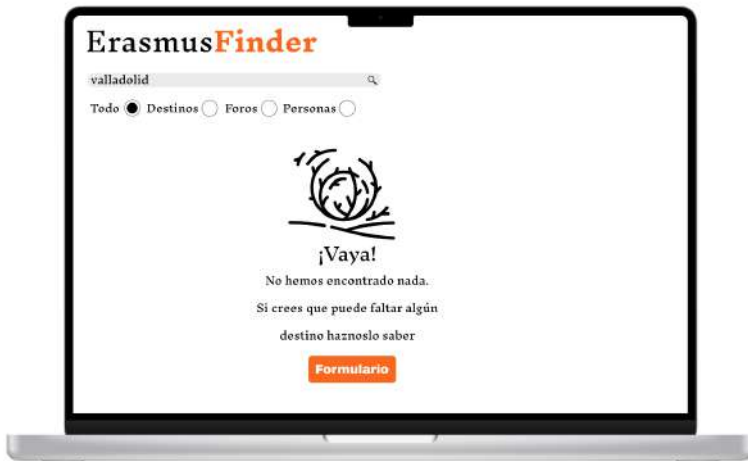 ErasmusFinder
valladolid
Todo Destinos Foros Personas
¡Vaya!
No hemos encontrado nada.
Si crees que puede faltar algún
destino haznoslo saber
Formulario